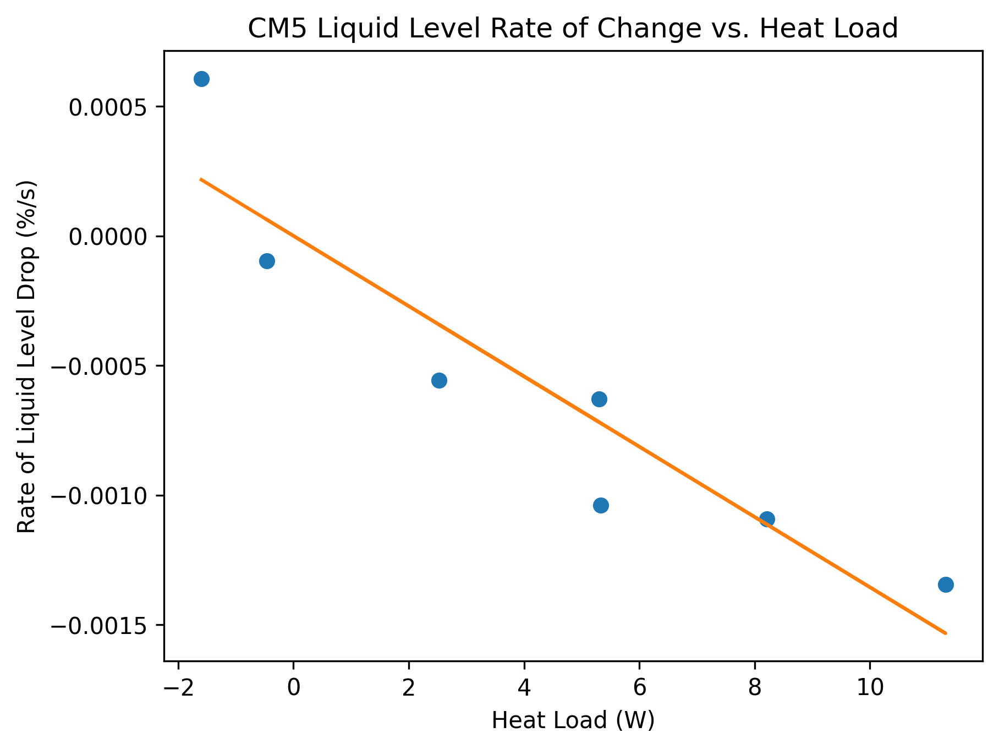 CM5 Liquid Level Rate of Change vs. Heat Load
Rate of Liquid Level Drop (%/s)
0.0005
0.0000
−0.0005
−0.0010
−0.0015
−2 0 2 4 6 8 10
Heat Load (W)